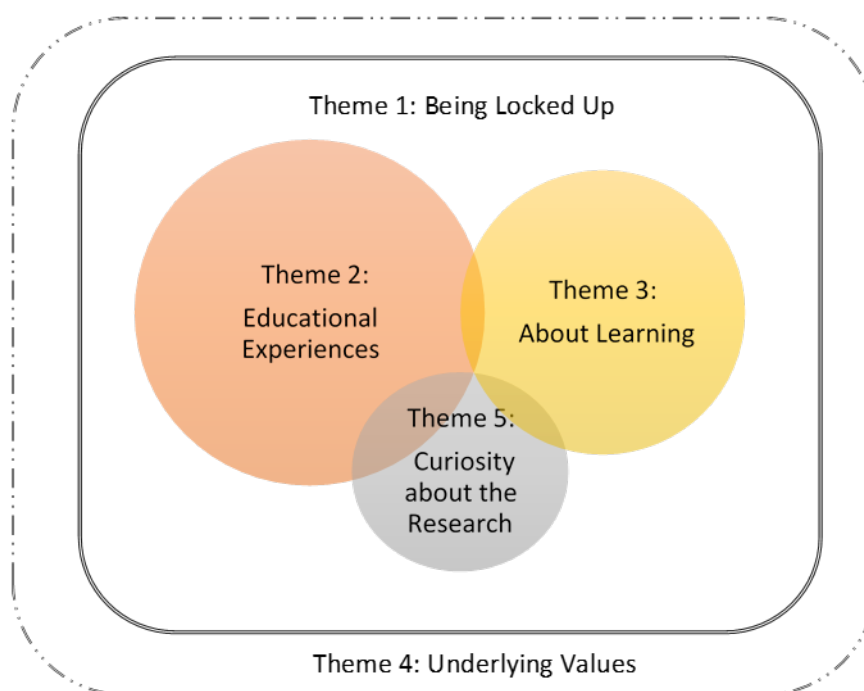 Theme 1: Being Locked Up
Theme 2:
Educational
Experiences
Theme 3:
About Learning
Theme 5:
Curiosity
about the
Research
Theme 4: Underlying Values